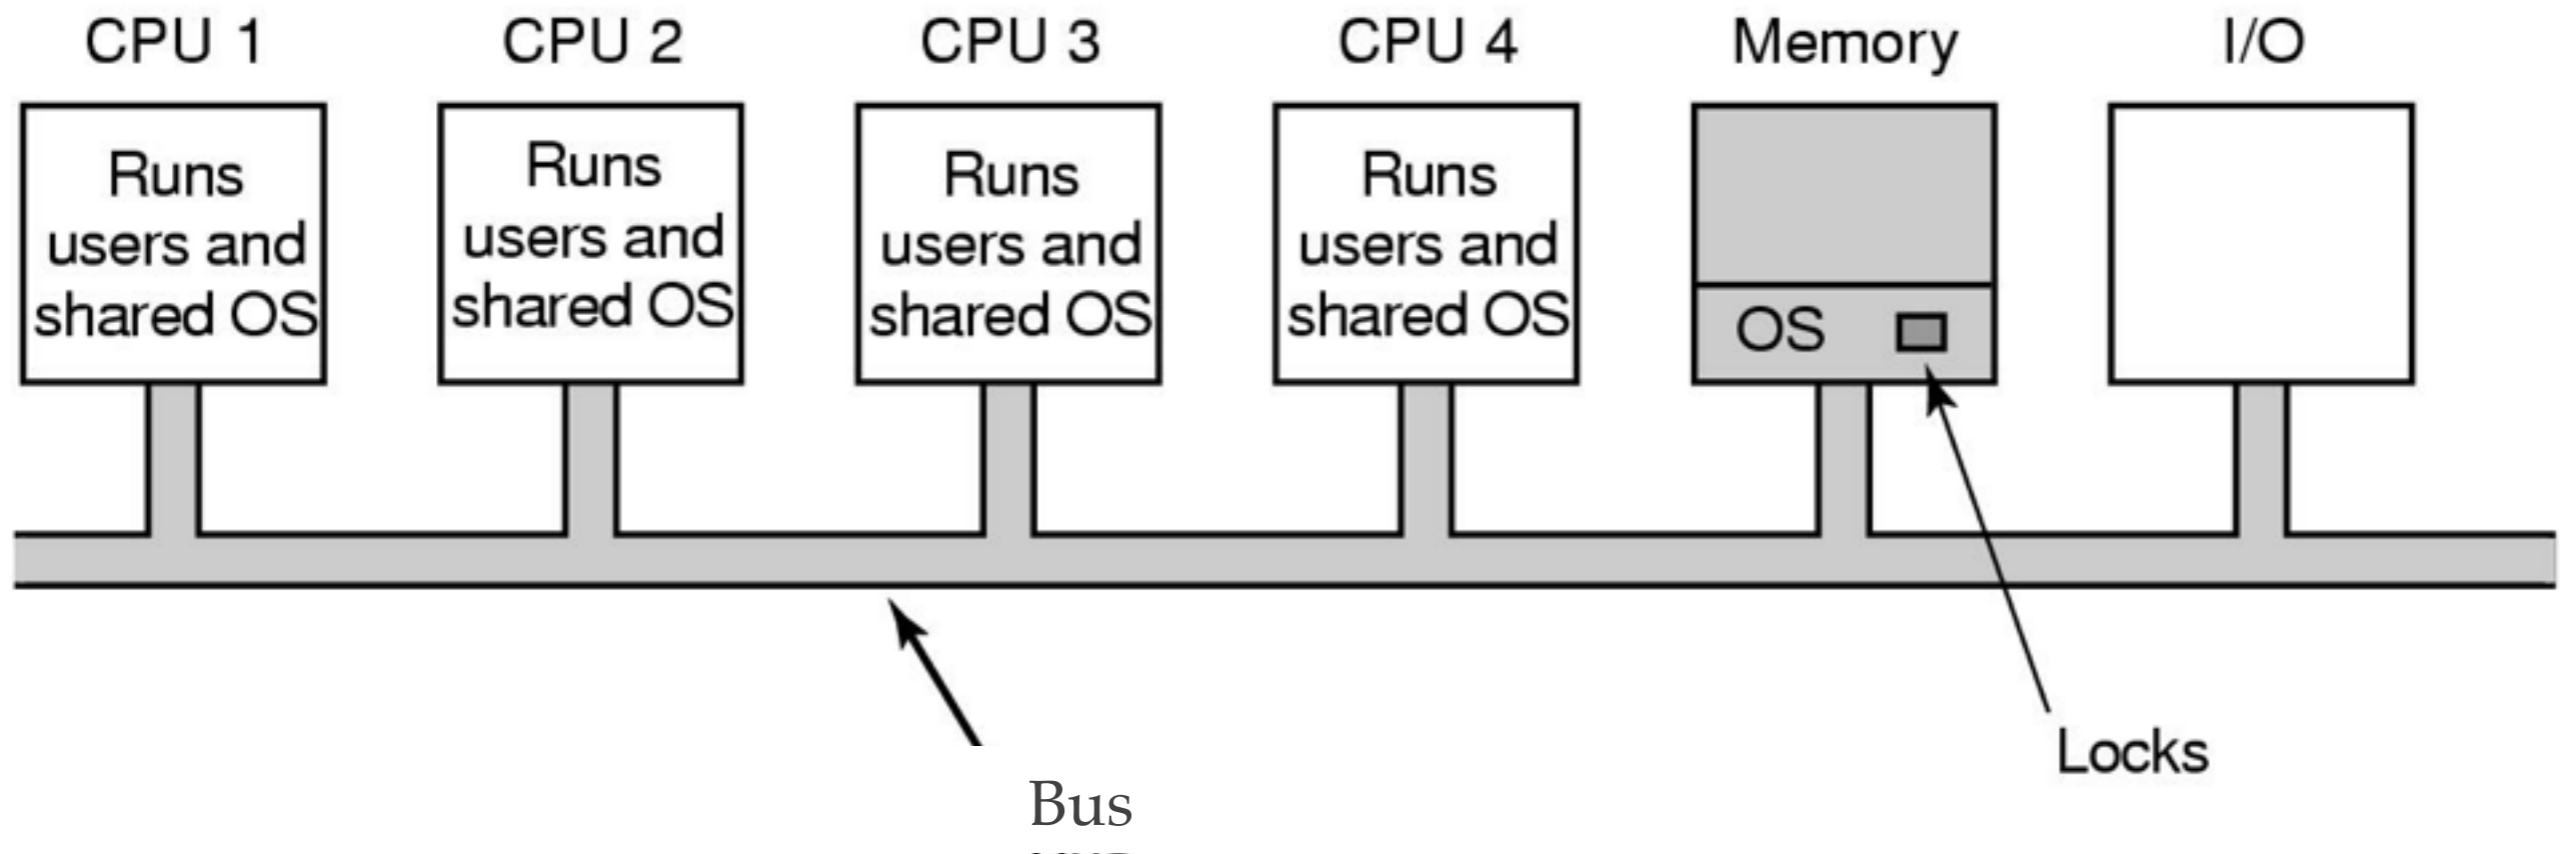 CPU 1
CPU 2
CPU 3
CPU 4
Memory
I/O
Runs
users and
shared OS
Runs
users and
shared OS
Runs
users and
shared OS
Runs
users and
shared OS
OS
Locks
Bus